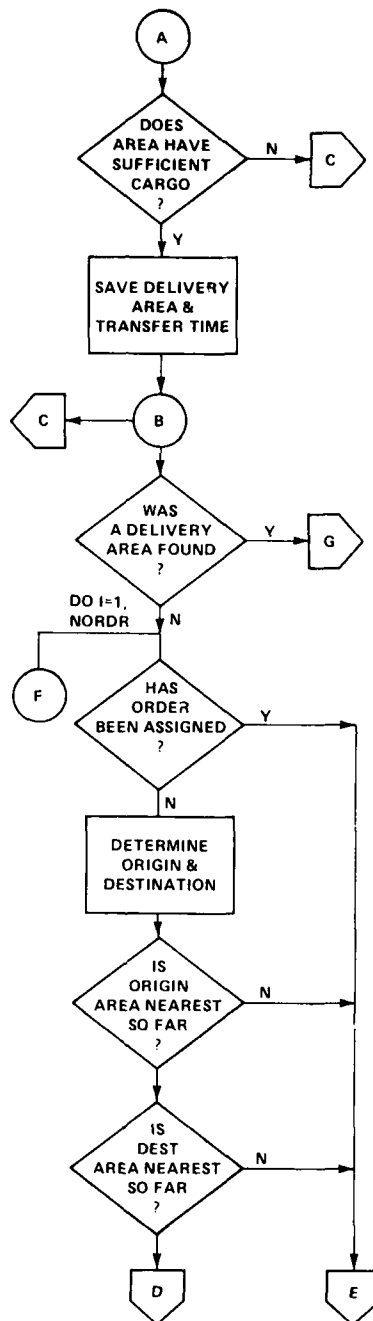 A
DOES
AREA HAVE
SUFFICIENT
CARGO
?
N
C
Y
SAVE DELIVERY
AREA &
TRANSFER TIME
C
B
WAS
A DELIVERY
AREA FOUND
?
Y
G
DO I=1,
NORDR
N
F
HAS
ORDER
BEEN ASSIGNED
?
Y
N
DETERMINE
ORIGIN &
DESTINATION
IS
ORIGIN
AREA NEAREST
SO FAR
?
N
IS
DEST
AREA NEAREST
SO FAR
?
N
D
E